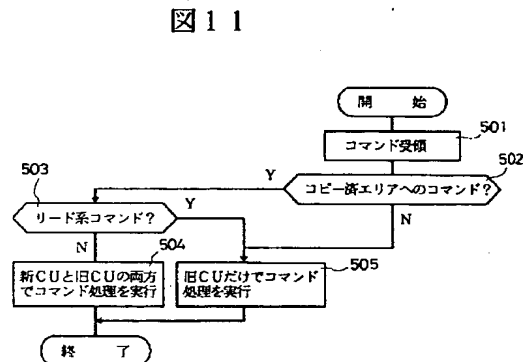 図11
開 始
501
コマンド受領
502
コピー済エリアへのコマンド?
Y
N
503
リード系コマンド?
Y
N
504
新CUと旧CUの両方
でコマンド処理を実行
505
旧CUだけでコマンド
処理を実行
終 了